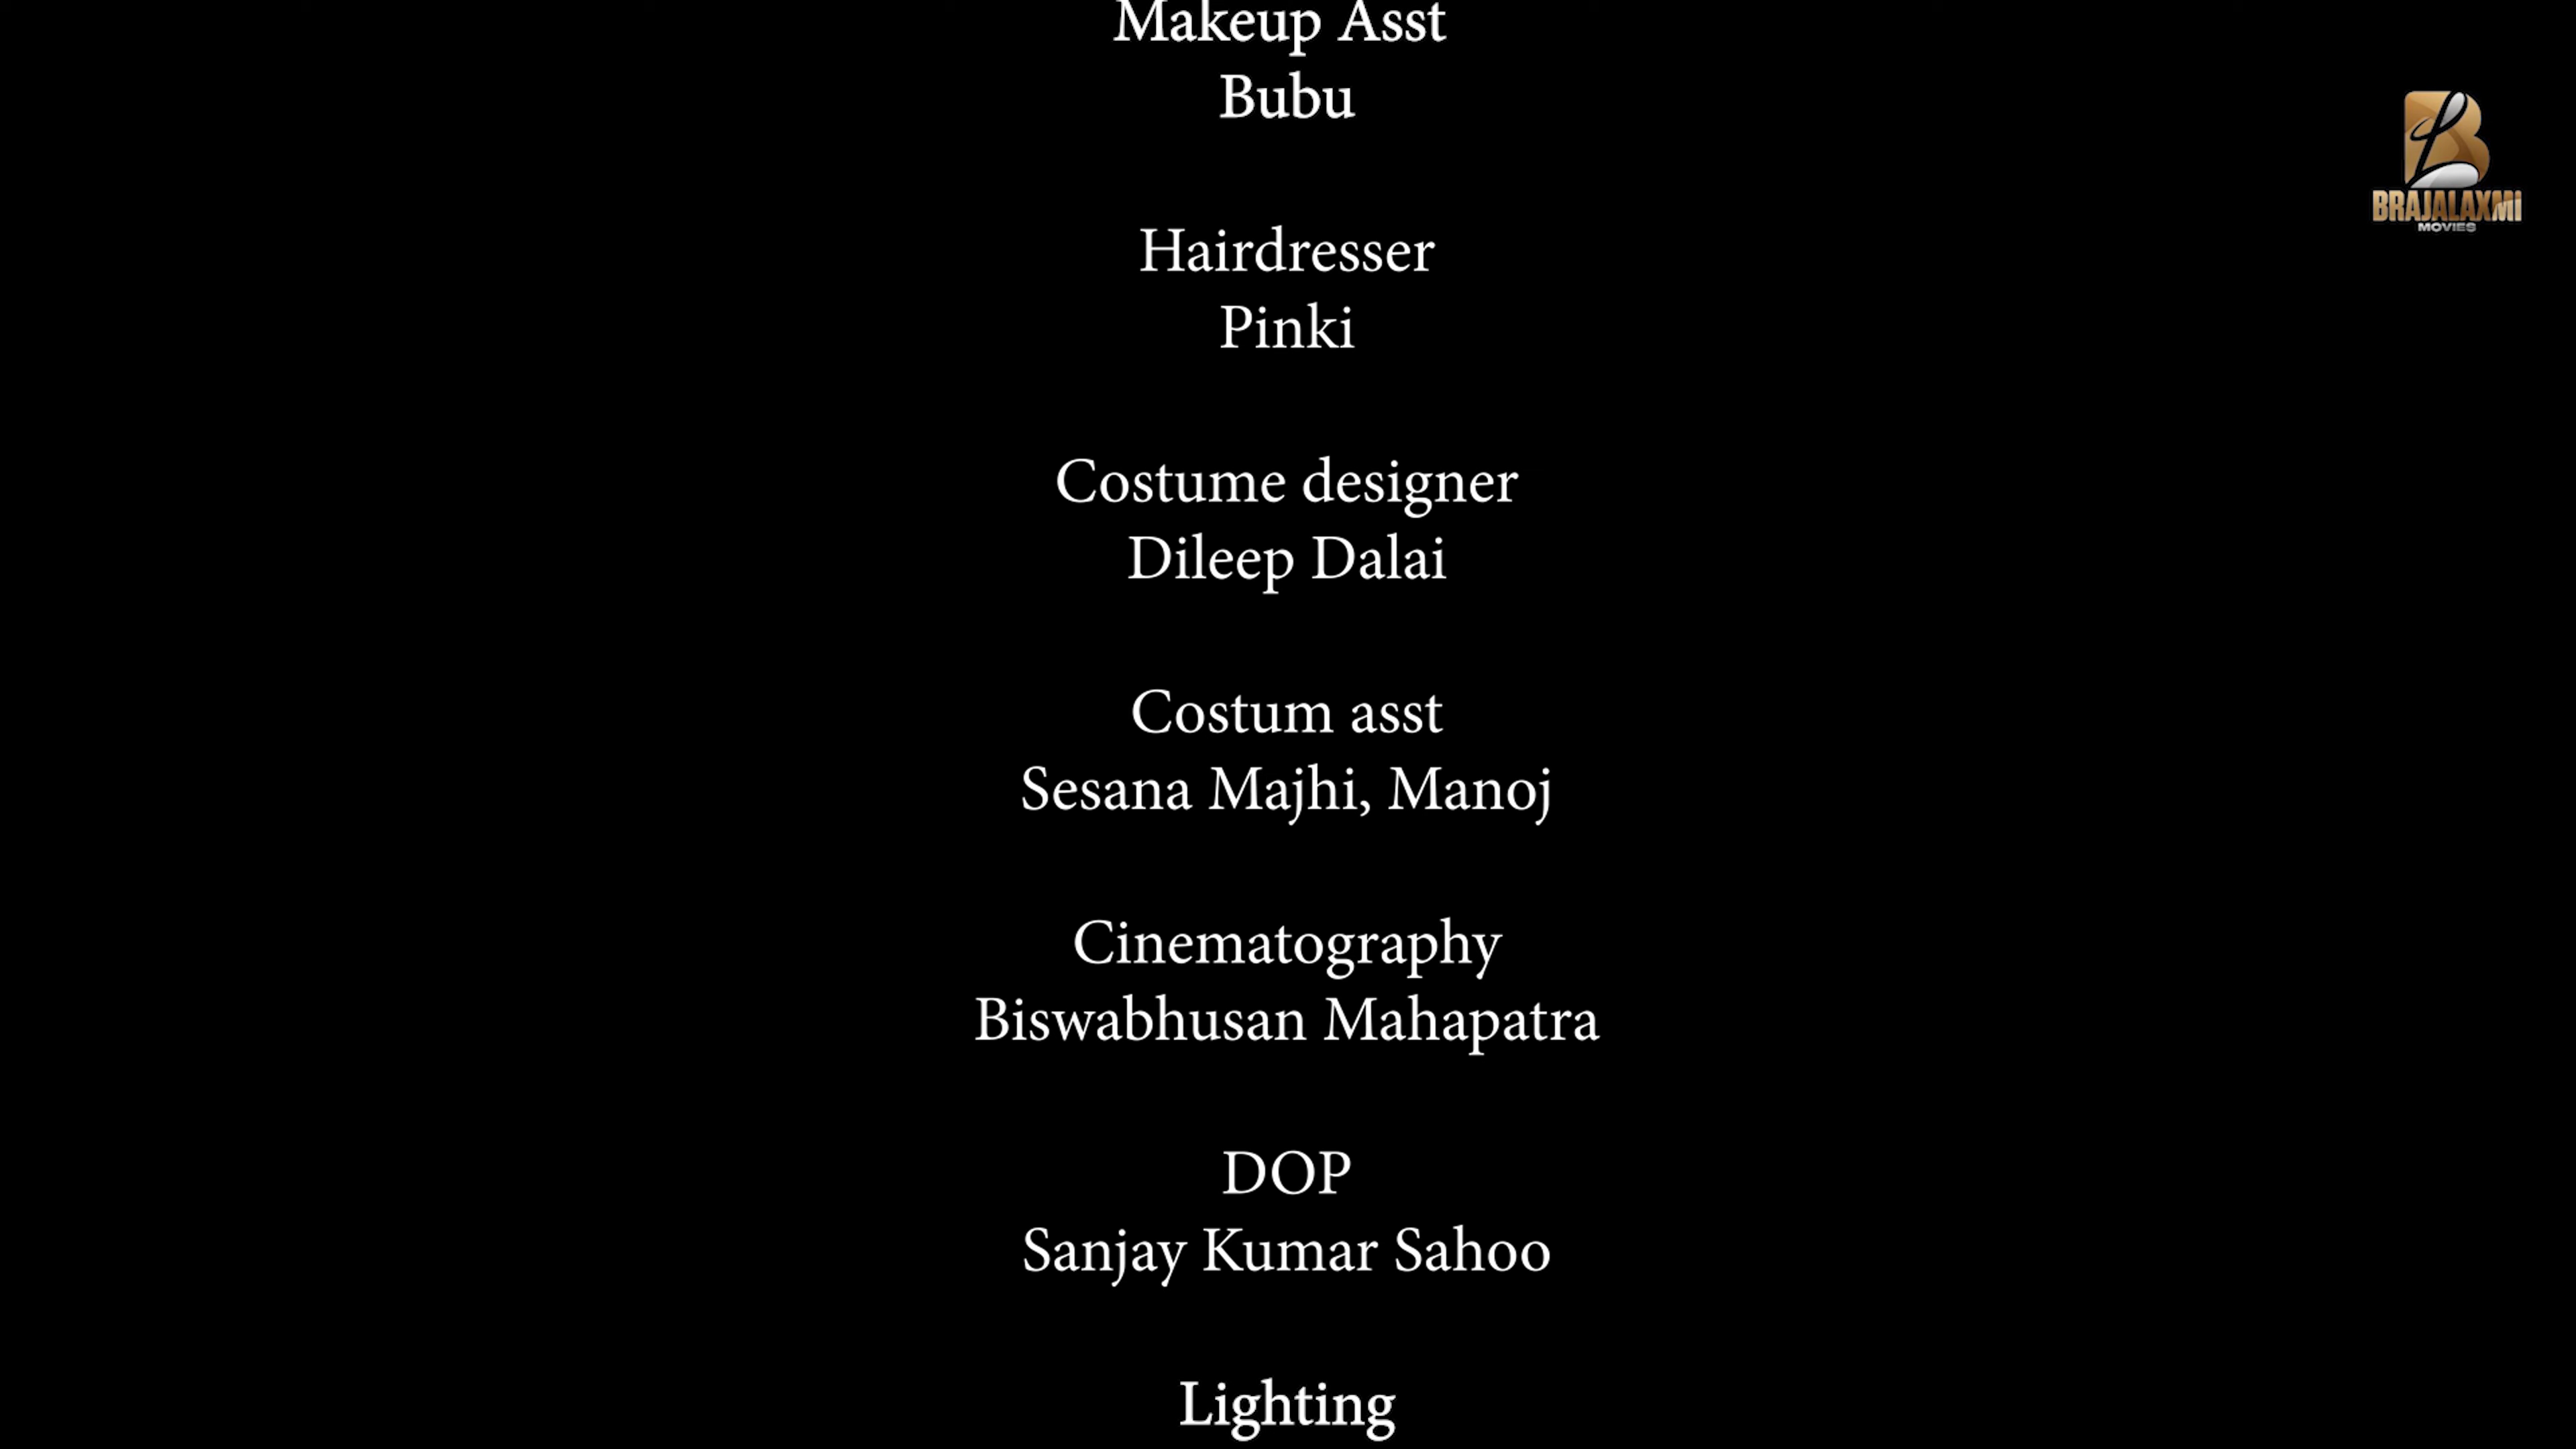 Makeup Asst
Bubu
BRAJALAXMI
MOVIES
Hairdresser
Pinki
Costume designer
Dileep Dalai
Costum asst
Sesana Majhi, Manoj
Cinematography
Biswabhusan Mahapatra
DOP
Sanjay Kumar Sahoo
Lighting